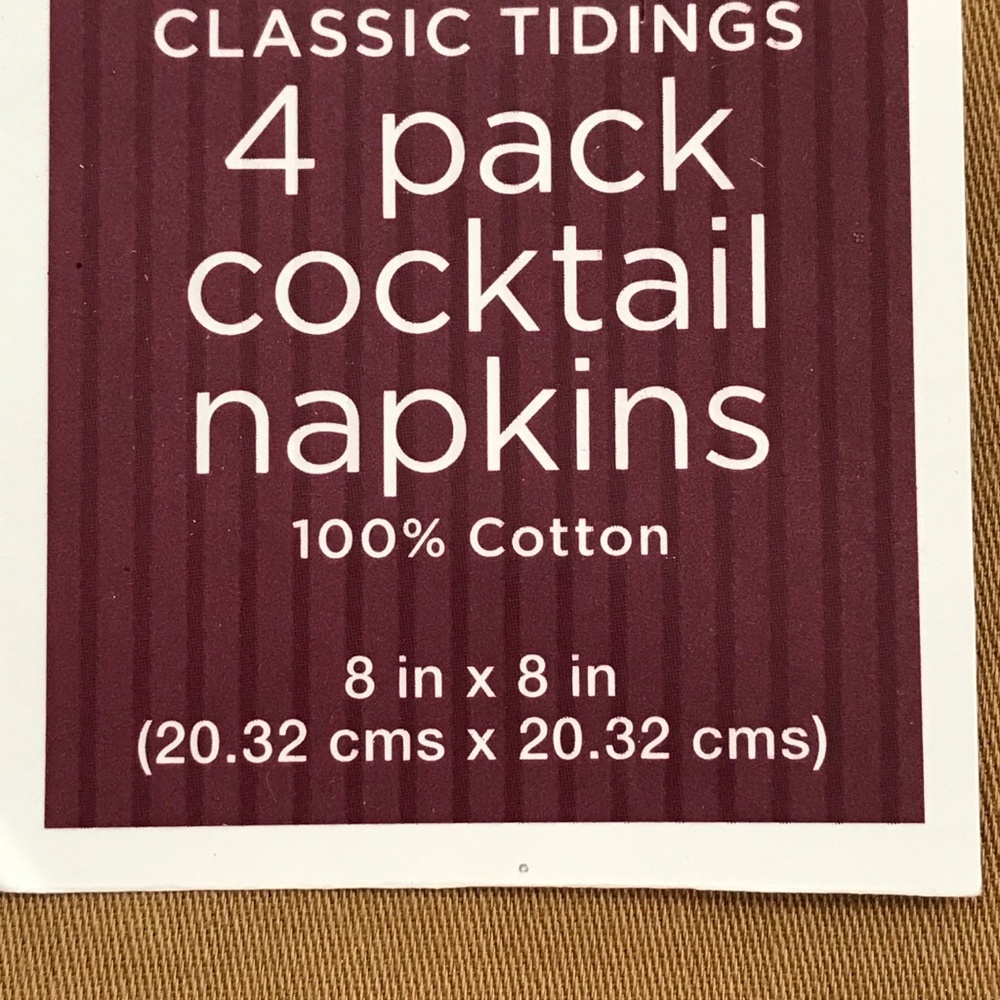 CLASSIC TIDINGS
4 pack
cocktail
napkins
100% Cotton
8 in x 8 in
(20.32 cms x 20.32 cms)